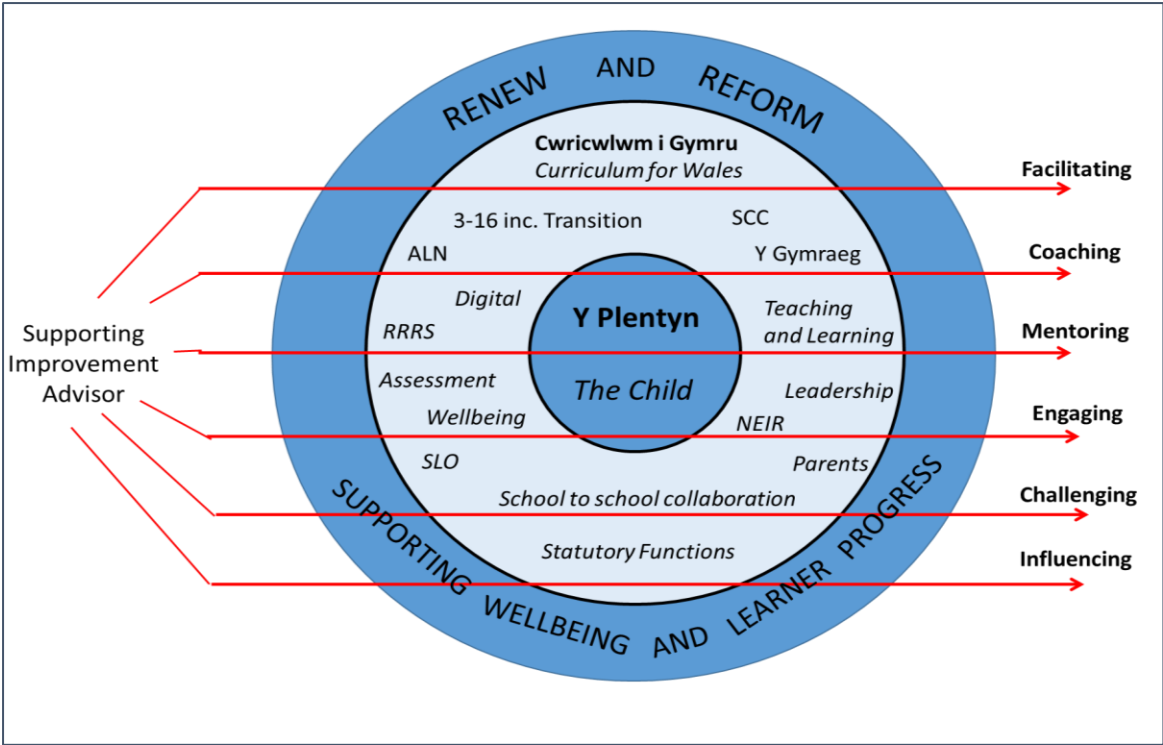 RENEW AND REFORM
Cwricwlwm i Gymru
Curriculum for Wales
Facilitating
3-16 inc. Transition
SCC
ALN
Y Gymraeg
Coaching
Digital
Y Plentyn
Teaching
and Learning
RRRS
Mentoring
Supporting
Improvement
Advisor
Assessment
The Child
Leadership
Wellbeing
NEIR
Engaging
SLO
Parents
School to school collaboration
Challenging
Statutory Functions
Influencing
SUPPORTING WELLBEING AND LEARNER PROGRESS